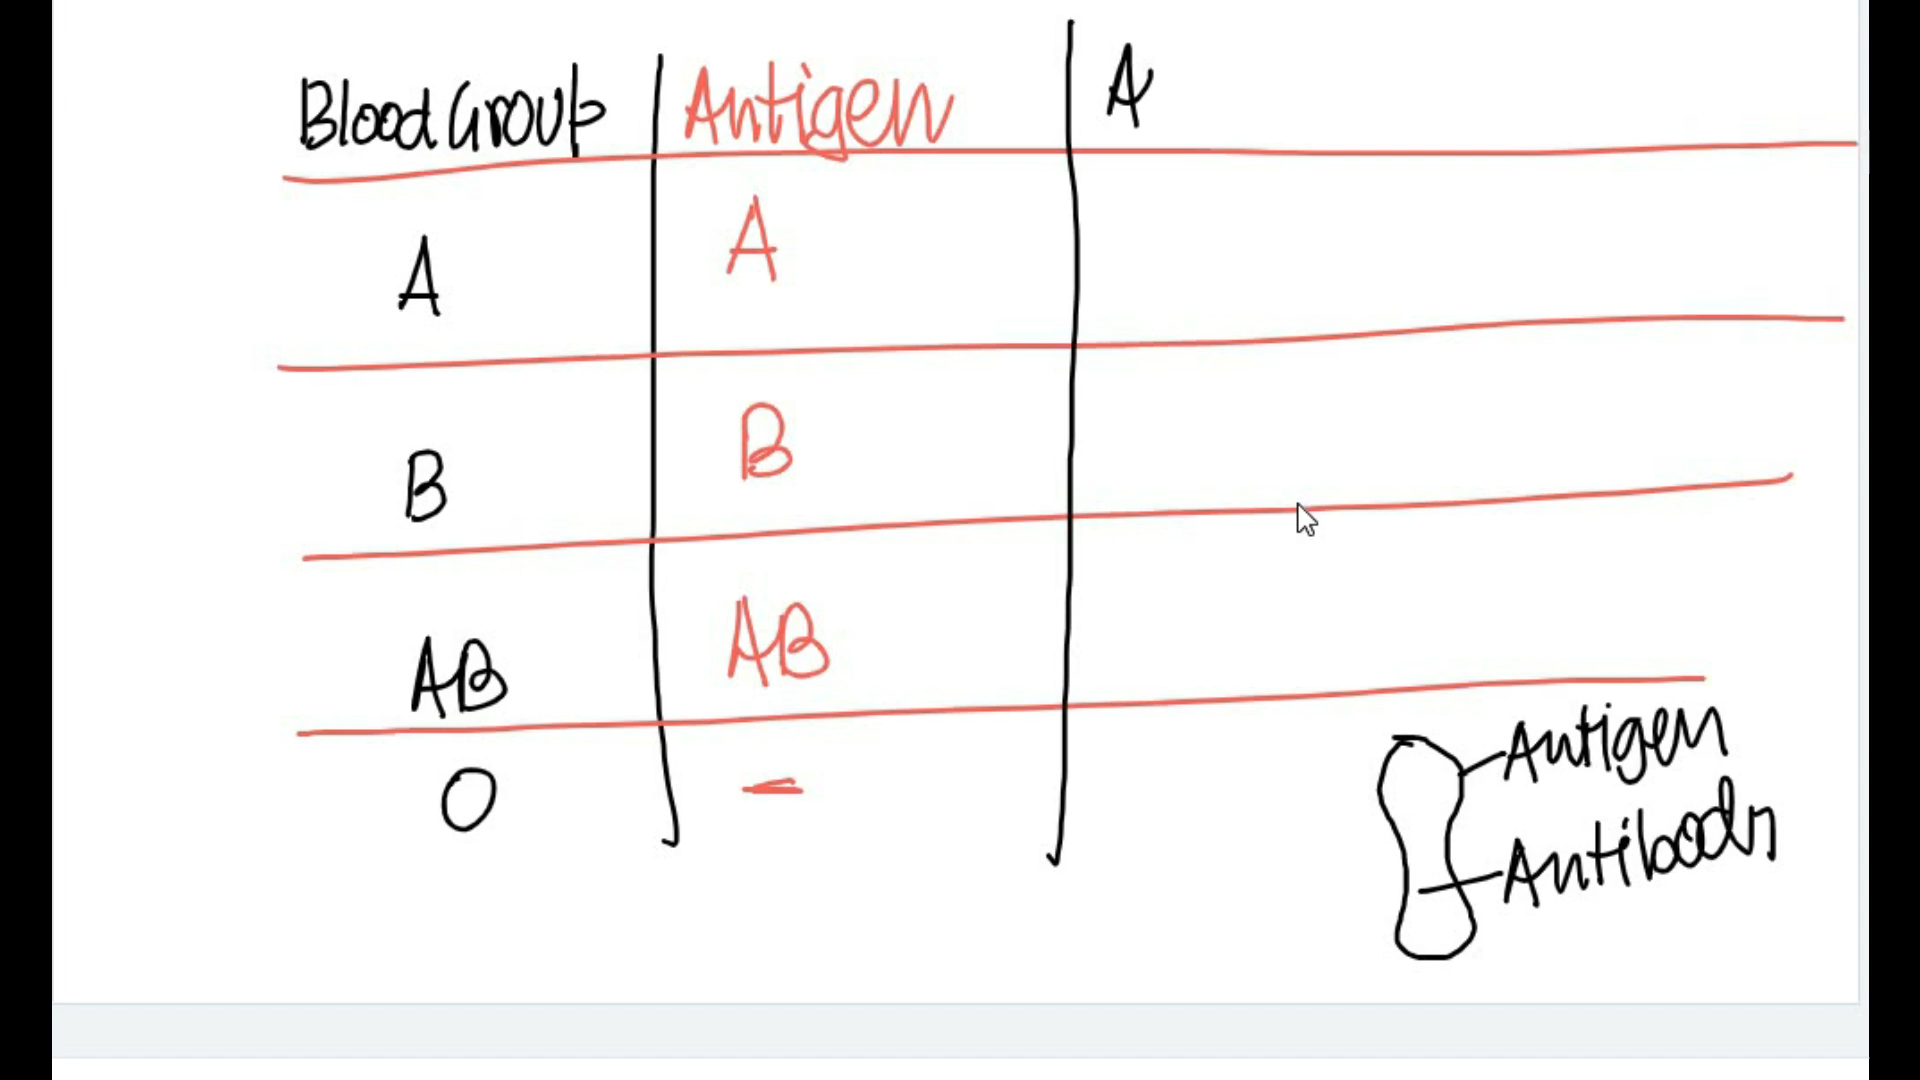 Blood Group Antigen A
A A
B B
AB AB
O -
Antigen
Antibody